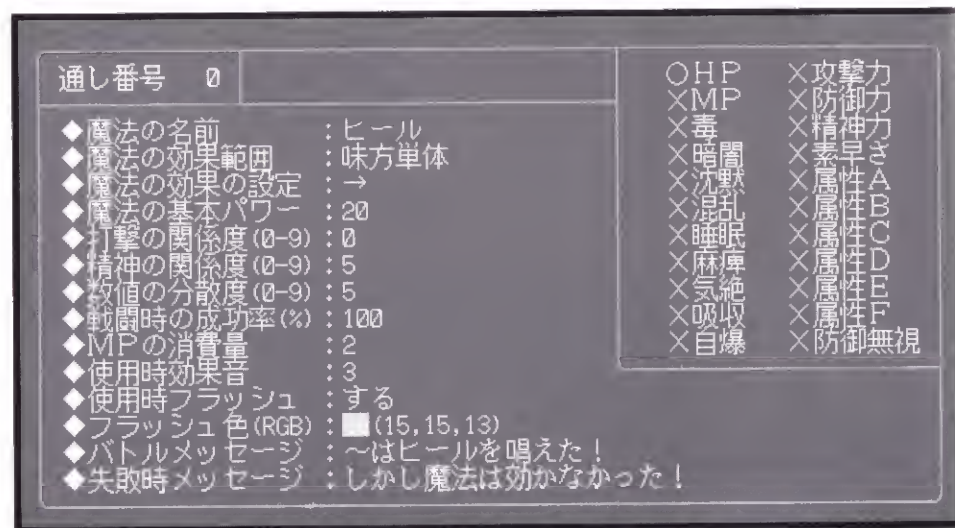 通し番号 0
◆魔法の名前 :ヒール
◆魔法の効果範囲 :味方単体
◆魔法の効果の設定 :→
◆魔法の基本パワー :20
◆打撃の関係度(0-9) :0
◆精神の関係度(0-9) :5
◆数値の分散度(0-9) :5
◆戦闘時の成功率(%) :100
◆MPの消費量 :2
◆使用時効果音 :3
◆使用時フラッシュ :する
◆フラッシュ色(RGB) :(15,15,13)
◆バトルメッセージ :~はヒールを唱えた!
◆失敗時メッセージ :しかし魔法は効かなかった!
○HP ×攻撃力
×MP ×防御力
×毒 ×精神力
×暗闇 ×素早さ
×沈黙 ×属性A
×混乱 ×属性B
×睡眠 ×属性C
×麻痺 ×属性D
×気絶 ×属性E
×吸収 ×属性F
×自爆 ×防御無視